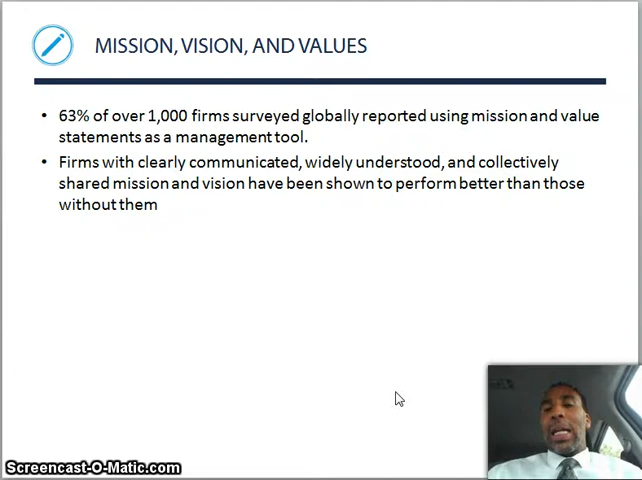 MISSION, VISION, AND VALUES
• 63% of over 1,000 firms surveyed globally reported using mission and value
statements as a management tool.
• Firms with clearly communicated, widely understood, and collectively
shared mission and vision have been shown to perform better than those
without them
Screencast-O-Matic.com